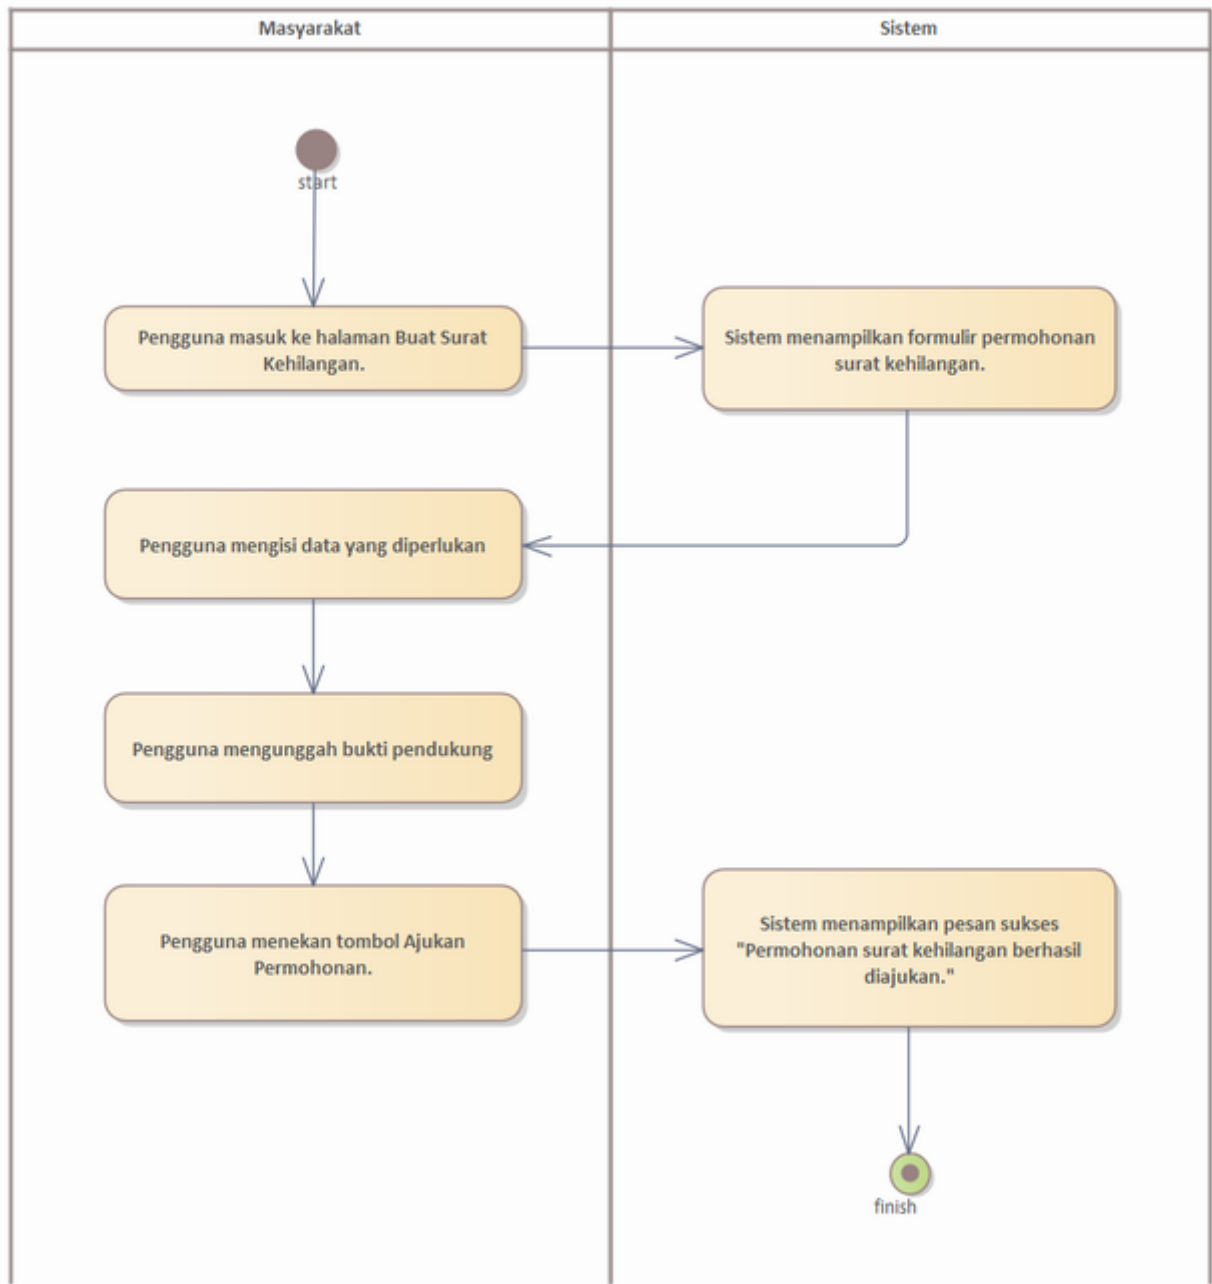 Masyarakat
Sistem
start
Pengguna masuk ke halaman Buat Surat
Kehilangan.
Sistem menampilkan formulir permohonan
surat kehilangan.
Pengguna mengisi data yang diperlukan
Pengguna mengunggah bukti pendukung
Pengguna menekan tombol Ajukan
Permohonan.
Sistem menampilkan pesan sukses
"Permohonan surat kehilangan berhasil
diajukan."
finish